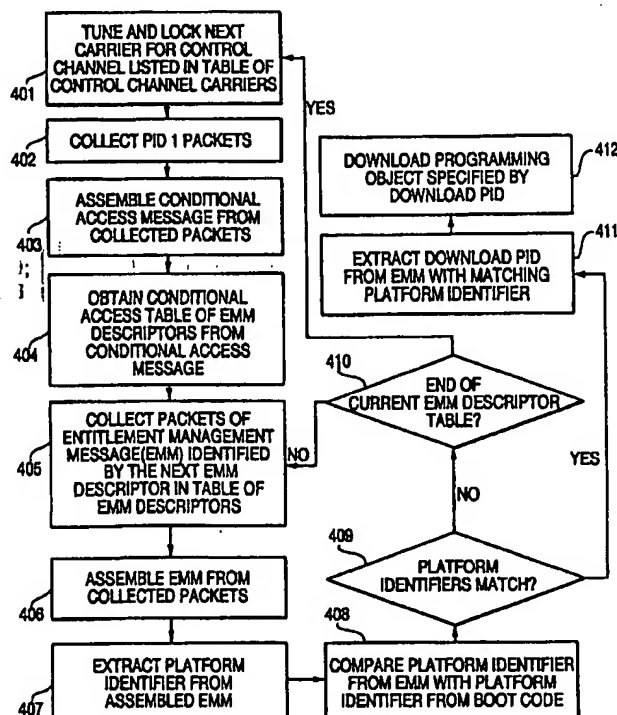 TUNE AND LOCK NEXT
CARRIER FOR CONTROL
CHANNEL LISTED IN TABLE OF
CONTROL CHANNEL CARRIERS
401
COLLECT PID 1 PACKETS
402
ASSEMBLE CONDITIONAL
ACCESS MESSAGE FROM
COLLECTED PACKETS
403
OBTAIN CONDITIONAL
ACCESS TABLE OF EMM
DESCRIPTORS FROM
CONDITIONAL ACCESS
MESSAGE
404
COLLECT PACKETS OF
ENTITLEMENT MANAGEMENT
MESSAGE(EMM) IDENTIFIED
BY THE NEXT EMM
DESCRIPTOR IN TABLE OF
EMM DESCRIPTORS
405
ASSEMBLE EMM FROM
COLLECTED PACKETS
406
EXTRACT PLATFORM
IDENTIFIER FROM
ASSEMBLED EMM
407
408
COMPARE PLATFORM IDENTIFIER
FROM EMM WITH PLATFORM
IDENTIFIER FROM BOOT CODE
409
PLATFORM
IDENTIFIERS MATCH?
NO
YES
410
END OF
CURRENT EMM DESCRIPTOR
TABLE?
NO
YES
EXTRACT DOWNLOAD PID
FROM EMM WITH MATCHING
PLATFORM IDENTIFIER
411
DOWNLOAD PROGRAMMING
OBJECT SPECIFIED BY
DOWNLOAD PID
412